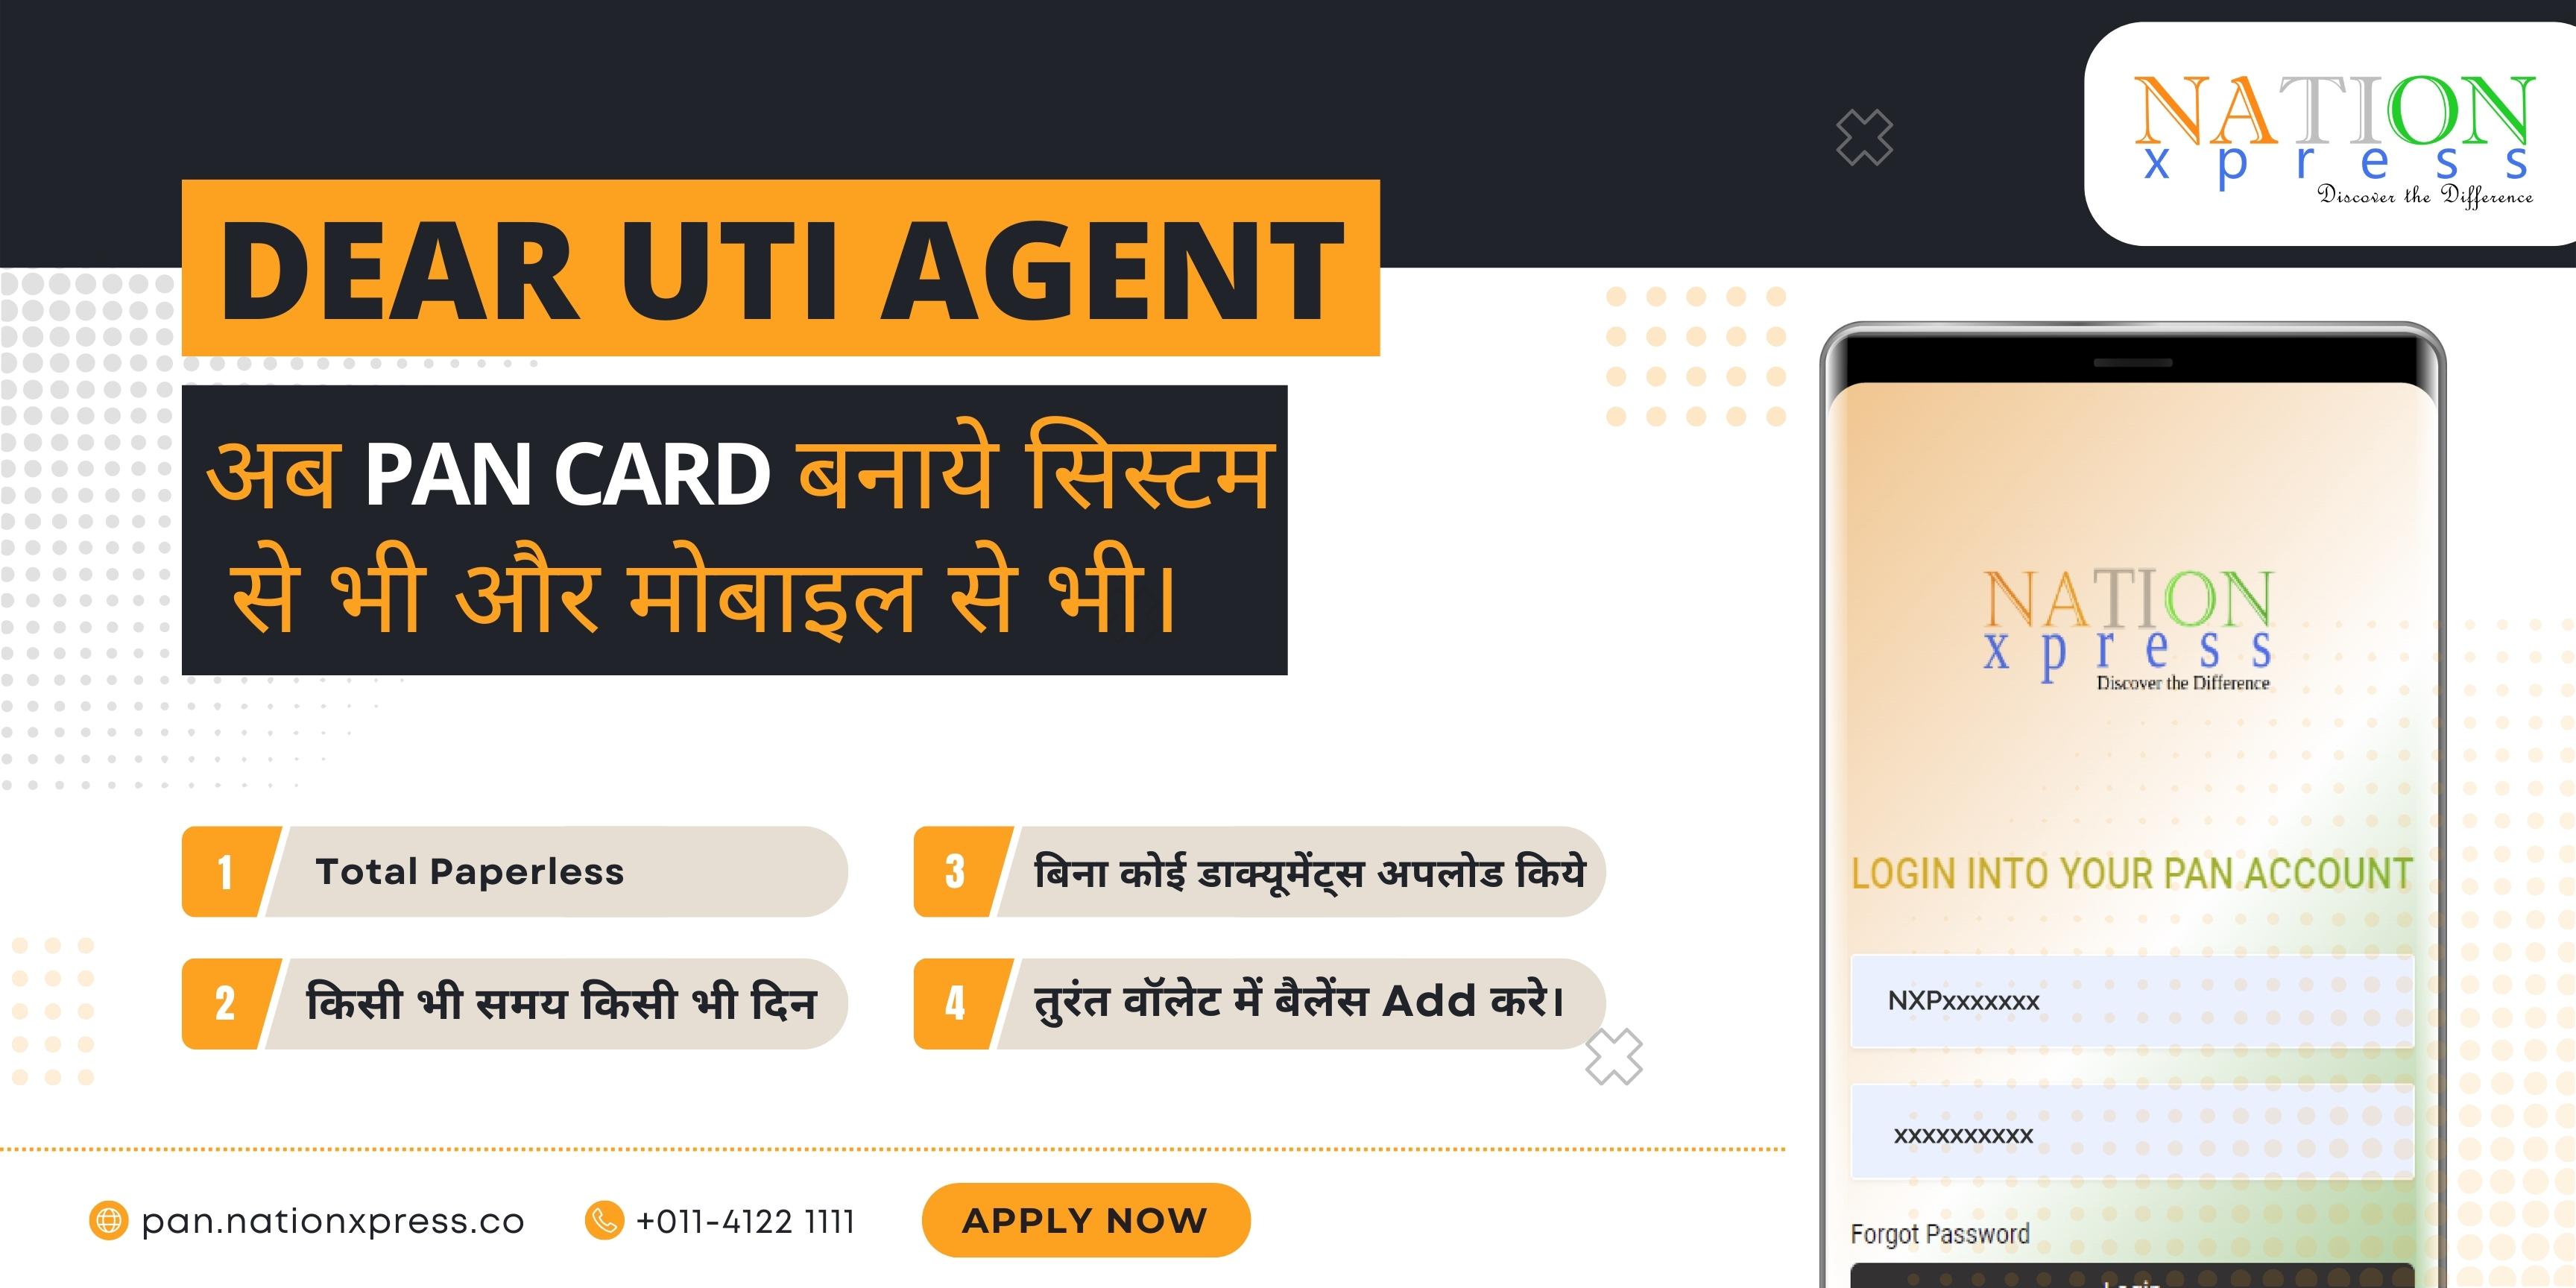 NATION
xpress
Discover the Difference
DEAR UTI AGENT
अब PAN CARD बनाये सिस्टम
से भी और मोबाइल से भी।
1 Total Paperless
2 किसी भी समय किसी भी दिन
3 बिना कोई डाक्यूमेंट्स अपलोड किये
4 तुरंत वॉलेट में बैलेंस Add करे।
pan.nationxpress.co
+011-4122 1111
APPLY NOW
NATION
xpress
Discover the Difference
LOGIN INTO YOUR PAN ACCOUNT
NXPxxxxxxx
xxxxxxxxxx
Forgot Password
Login